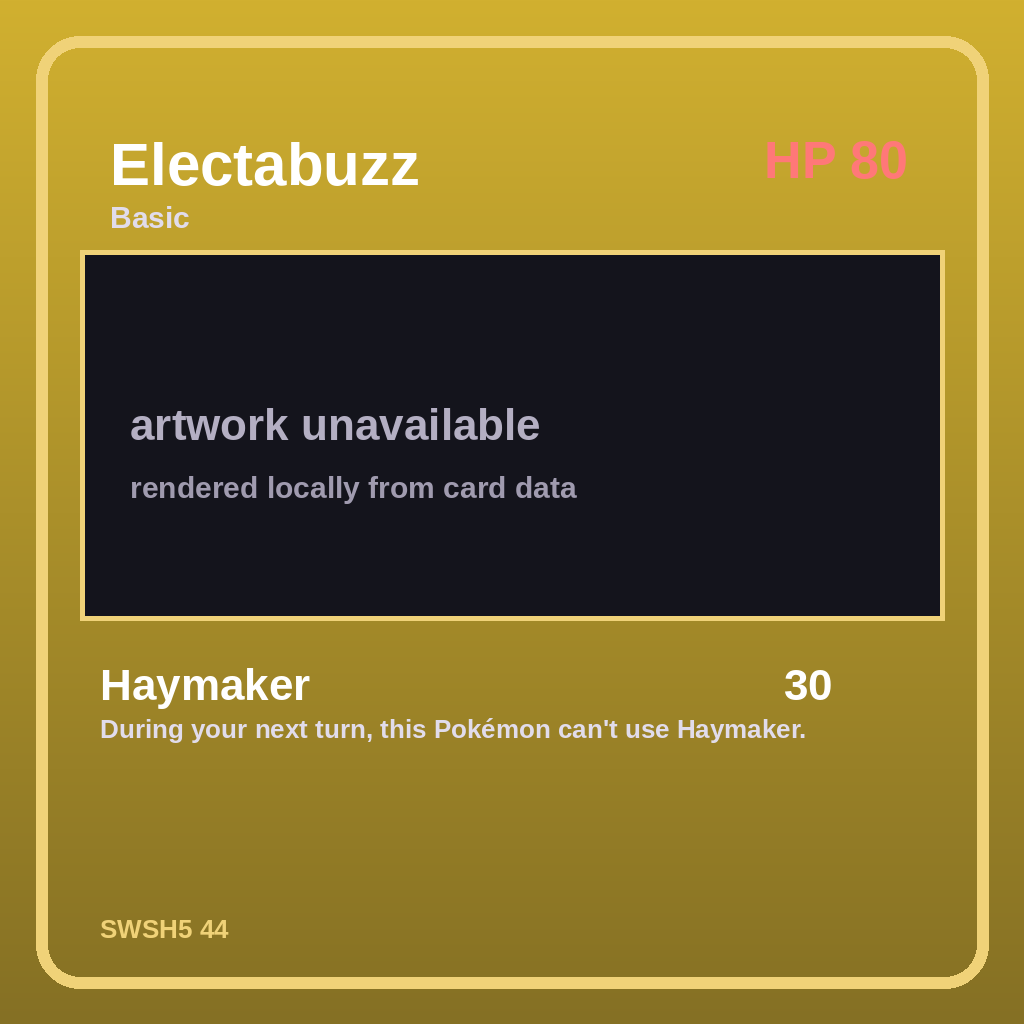 Electabuzz
HP 80
Basic
artwork unavailable
rendered locally from card data
Haymaker 30
During your next turn, this Pokémon can't use Haymaker.
SWSH5 44